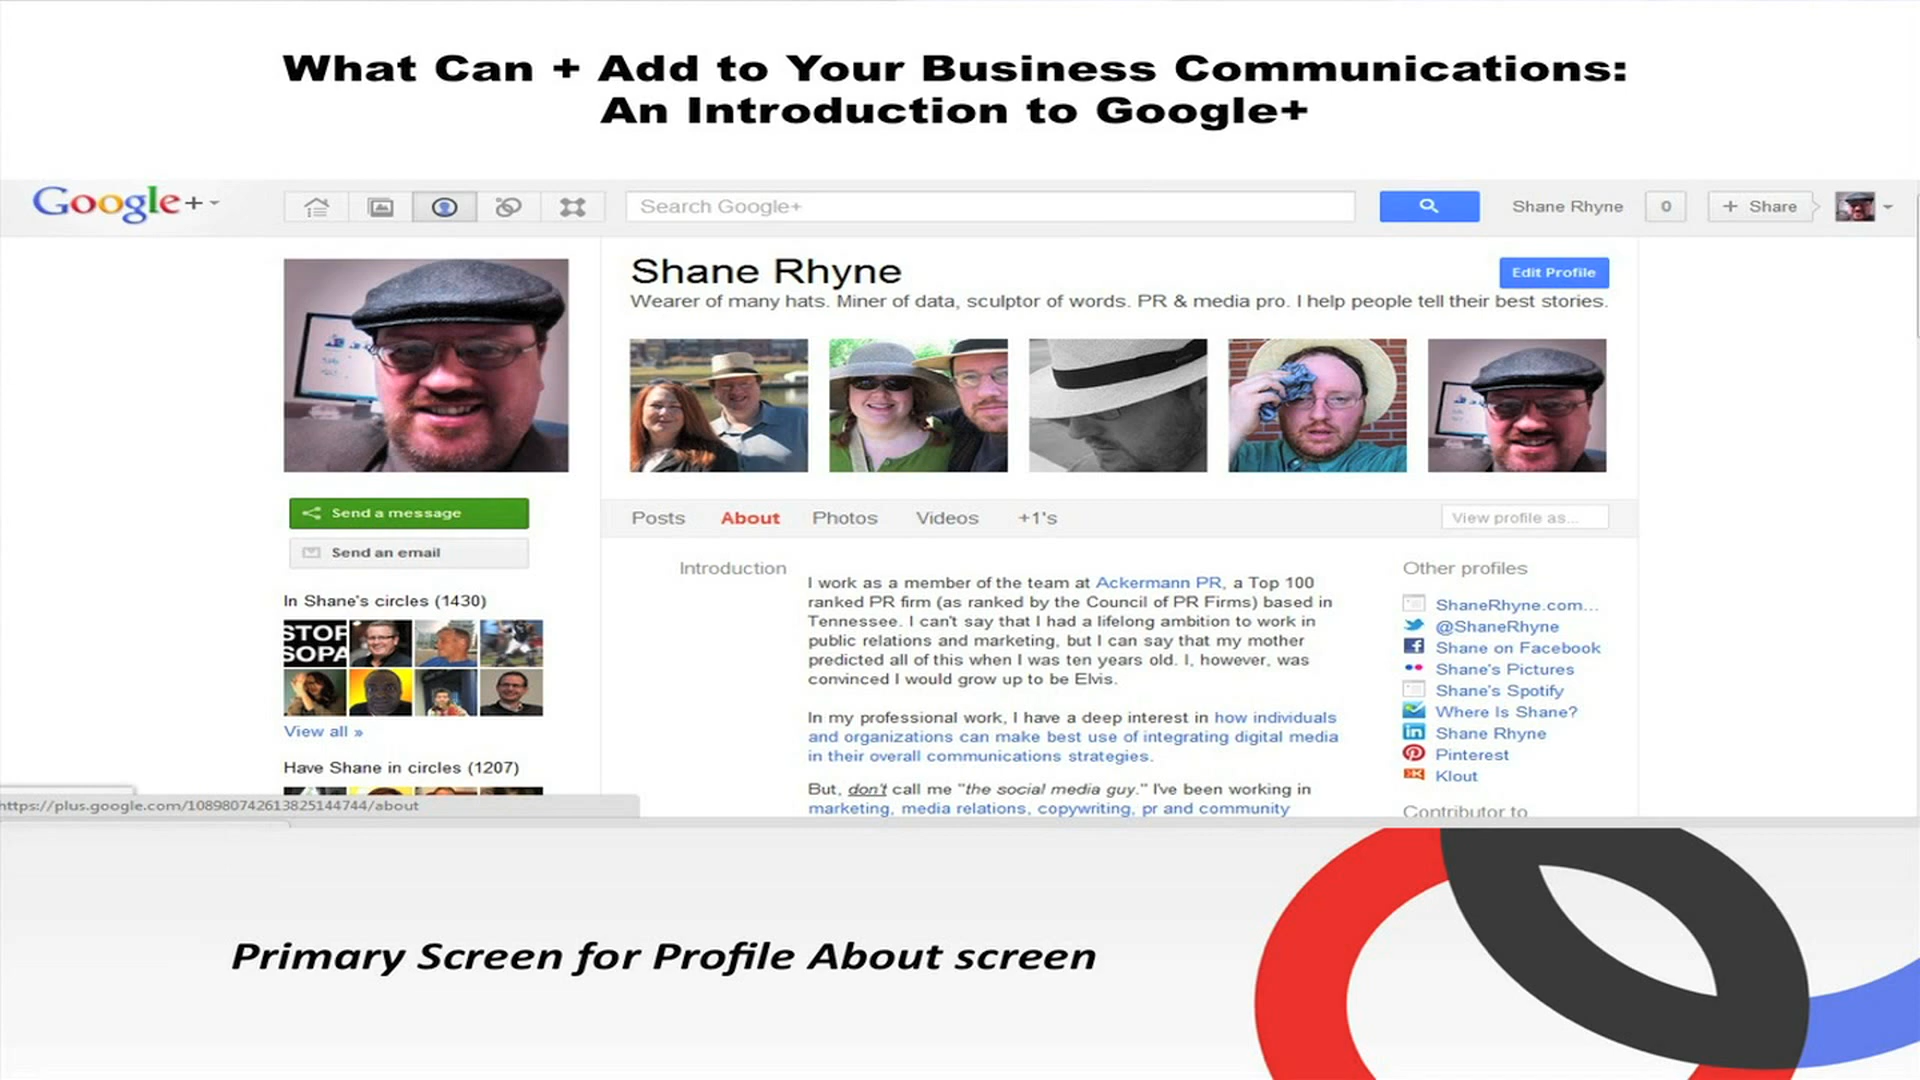 What Can + Add to Your Business Communications:
An Introduction to Google+
Google+
Search Google+
Shane Rhyne
0
+ Share
Shane Rhyne
Edit Profile
Wearer of many hats. Miner of data, sculptor of words. PR & media pro. I help people tell their best stories.
Send a message
Send an email
In Shane's circles (1430)
STOP
SOPA
View all »
Have Shane in circles (1207)
Posts About Photos Videos +1's
View profile as...
Introduction
I work as a member of the team at Ackermann PR, a Top 100
ranked PR firm (as ranked by the Council of PR Firms) based in
Tennessee. I can't say that I had a lifelong ambition to work in
public relations and marketing, but I can say that my mother
predicted all of this when I was ten years old. I, however, was
convinced I would grow up to be Elvis.
In my professional work, I have a deep interest in how individuals
and organizations can make best use of integrating digital media
in their overall communications strategies.
But, don't call me "the social media guy." I've been working in
marketing, media relations, copywriting, pr and community
Other profiles
ShaneRhyne.com...
@ShaneRhyne
Shane on Facebook
Shane's Pictures
Shane's Spotify
Where Is Shane?
Shane Rhyne
Pinterest
Klout
Contributor to
https://plus.google.com/108980742613825144744/about
Primary Screen for Profile About screen